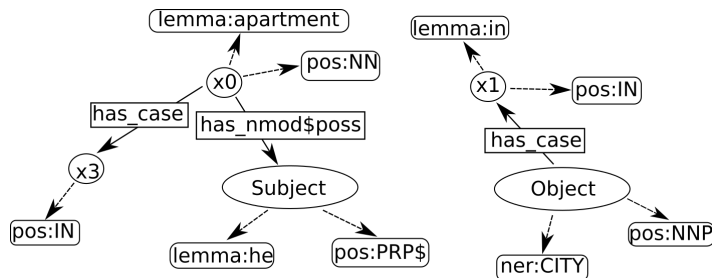 lemma:apartment
x0
pos:NN
has_case
has_nmod$poss
x3
Subject
pos:IN
lemma:he
pos:PRP$
lemma:in
x1
pos:IN
has_case
Object
pos:NNP
ner:CITY